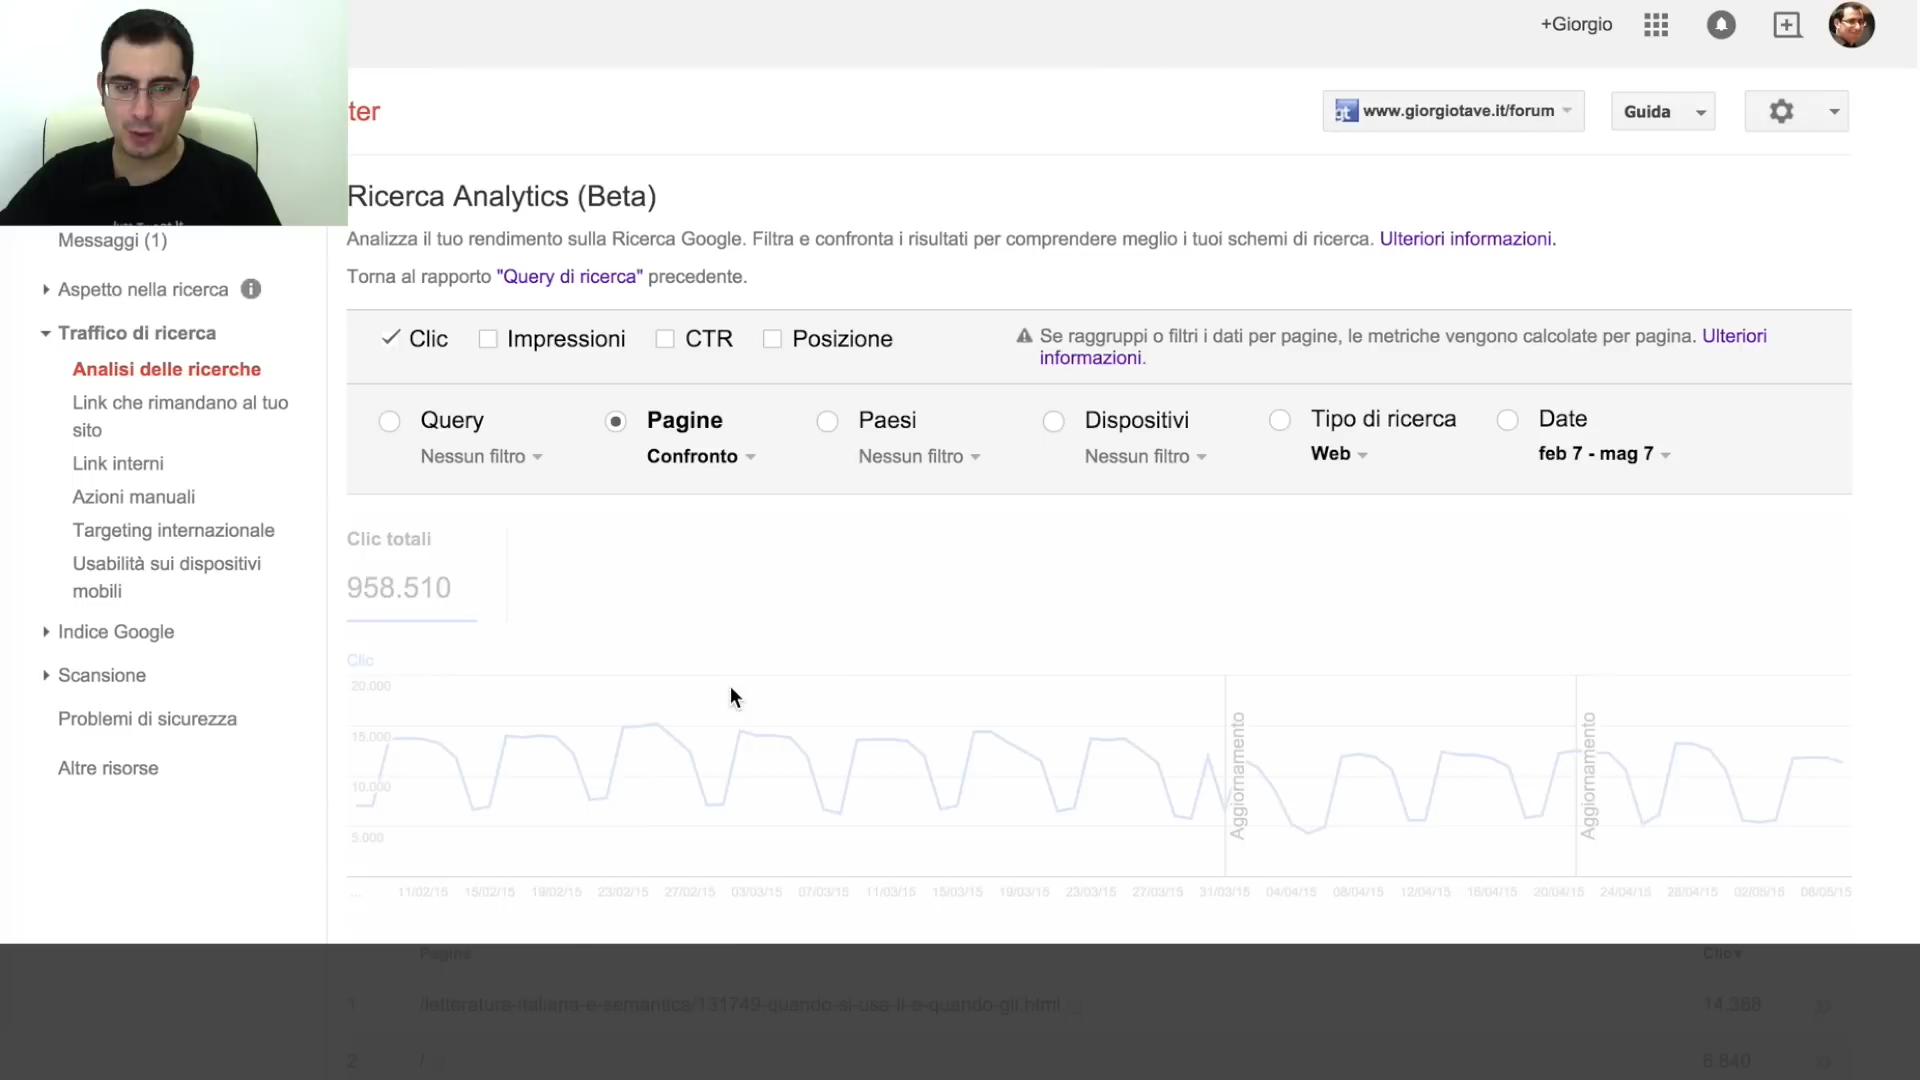 +Giorgio
ter
www.giorgiotave.it/forum
Guida
Ricerca Analytics (Beta)
Analizza il tuo rendimento sulla Ricerca Google. Filtra e confronta i risultati per comprendere meglio i tuoi schemi di ricerca. Ulteriori informazioni.
Torna al rapporto "Query di ricerca" precedente.
Messaggi (1)
Aspetto nella ricerca
Traffico di ricerca
Analisi delle ricerche
Link che rimandano al tuo
sito
Link interni
Azioni manuali
Targeting internazionale
Usabilità sui dispositivi
mobili
Indice Google
Scansione
Problemi di sicurezza
Altre risorse
Clic Impressioni CTR Posizione
Se raggruppi o filtri i dati per pagine, le metriche vengono calcolate per pagina. Ulteriori
informazioni.
Query Pagine Paesi Dispositivi Tipo di ricerca Date
Nessun filtro Confronto Nessun filtro Nessun filtro Web feb 7 - mag 7
Clic totali
958.510
Clic
20.000
15.000
10.000
5.000
Aggiornamento
Aggiornamento
... 11/02/15 15/02/15 19/02/15 23/02/15 27/02/15 03/03/15 07/03/15 11/03/15 15/03/15 19/03/15 23/03/15 27/03/15 31/03/15 04/04/15 08/04/15 12/04/15 16/04/15 20/04/15 24/04/15 28/04/15 02/05/15 06/05/15
Pagine Clic▼
1 /letteratura-italiana-e-semantica/131749-quando-si-usa-li-e-quando-gli.html 14.368
2 / 6.840